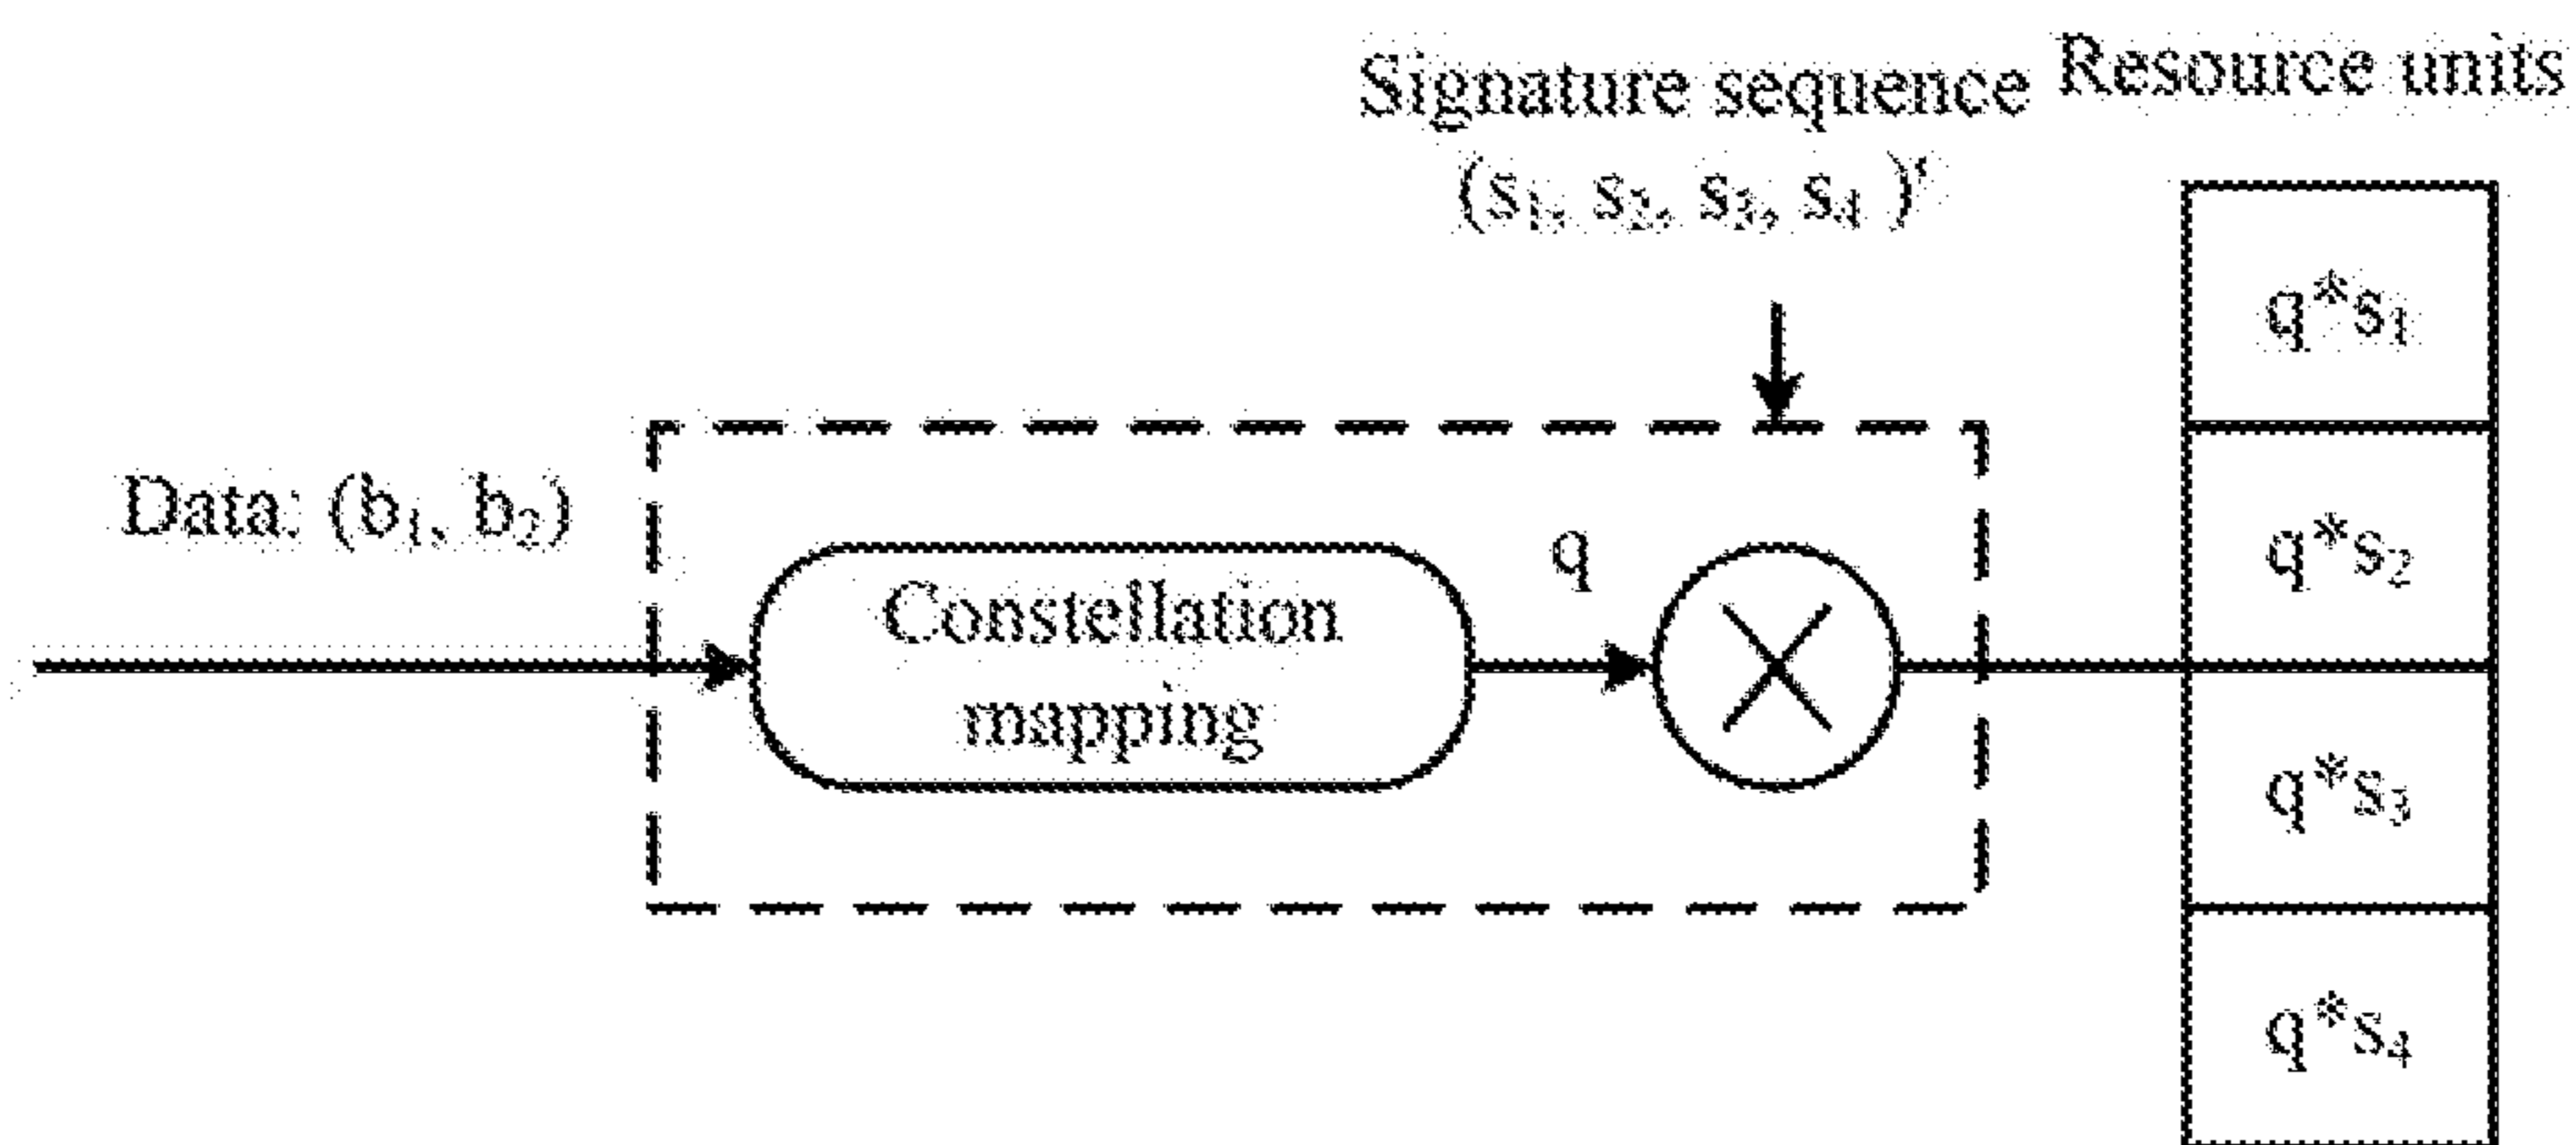 Signature sequence
(s₁, s₂, s₃, s₄ )'
Resource units
Data: (b₁, b₂)
Constellation
mapping
q
q*s₁
q*s₂
q*s₃
q*s₄